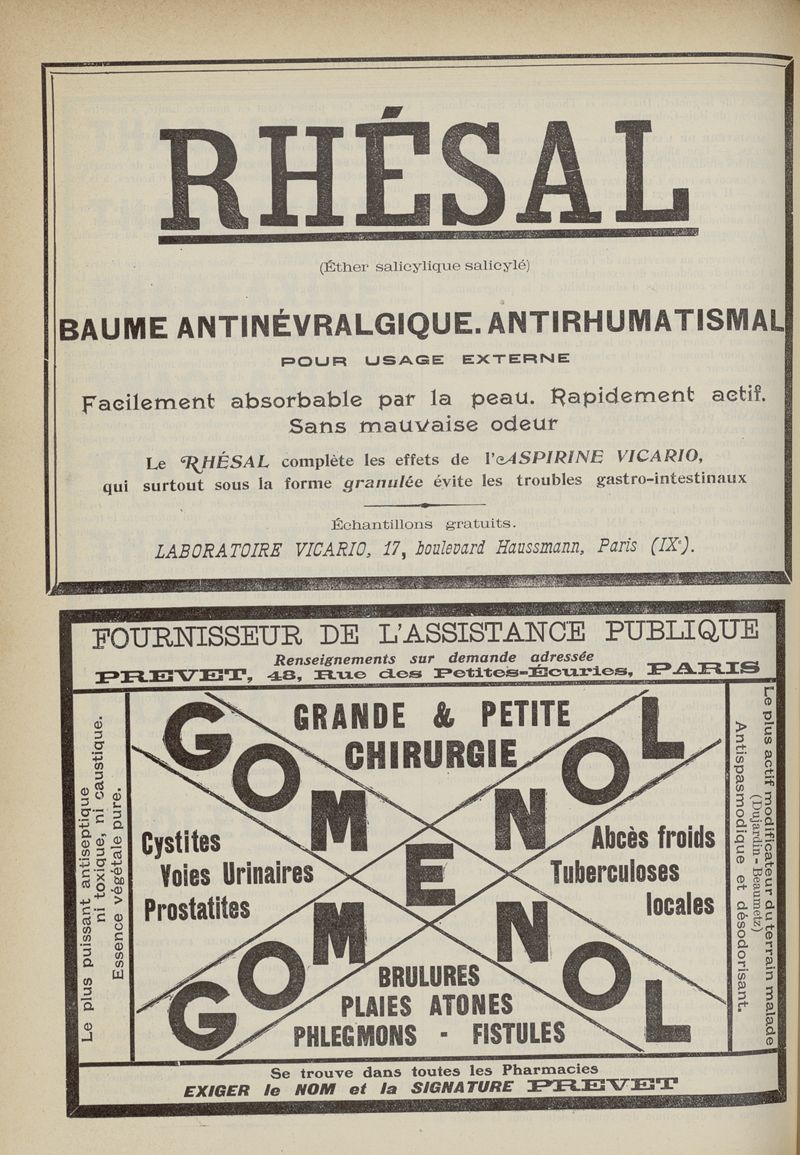 RHÉSAL
(Éther salicylique salicylé)
BAUME ANTINÉVRALGIQUE. ANTIRHUMATISMAL
POUR USAGE EXTERNE
Facilement absorbable par la peau. Rapidement actif.
Sans mauvaise odeur
Le RHÉSAL complète les effets de l'ASPIRINE VICARIO,
qui surtout sous la forme granulée évite les troubles gastro-intestinaux
Échantillons gratuits.
LABORATOIRE VICARIO, 17, boulevard Haussmann, Paris (IXe).
FOURNISSEUR DE L'ASSISTANCE PUBLIQUE
Renseignements sur demande adressée
PREVET, 48, Rue des Petites-Écuries, PARIS
Le plus puissant antiseptique
ni toxique, ni caustique.
Essence végétale pure.
GOMENOL
GRANDE & PETITE
CHIRURGIE
Cystites
Voies Urinaires
Prostatites
Abcès froids
Tuberculoses
locales
GOMENOL
BRULURES
PLAIES ATONES
PHLEGMONS - FISTULES
Le plus actif modificateur du terrain malade
(Dujardin-Beaumetz)
Antispasmodique et désodorisant.
Se trouve dans toutes les Pharmacies
EXIGER le NOM et la SIGNATURE PREVET